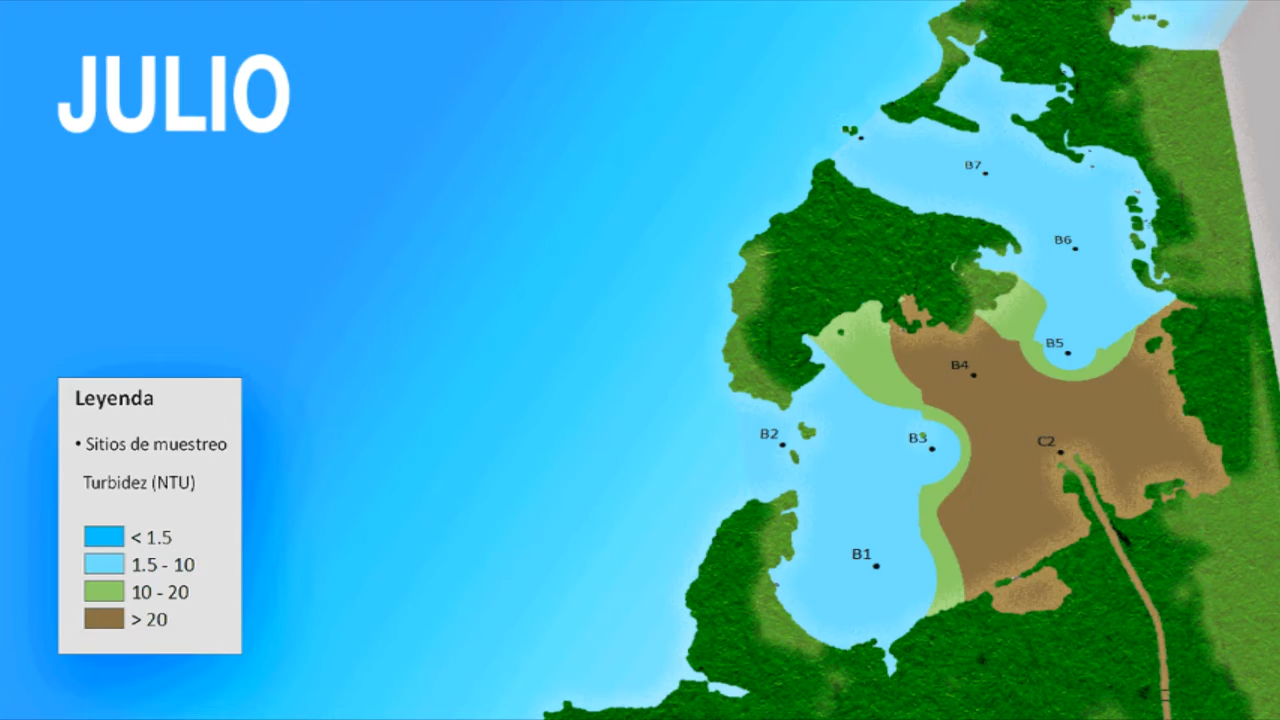 JULIO
B7
B6
B5
B4
B2
B3
C2
B1
Leyenda
• Sitios de muestreo
Turbidez (NTU)
< 1.5
1.5 - 10
10 - 20
> 20